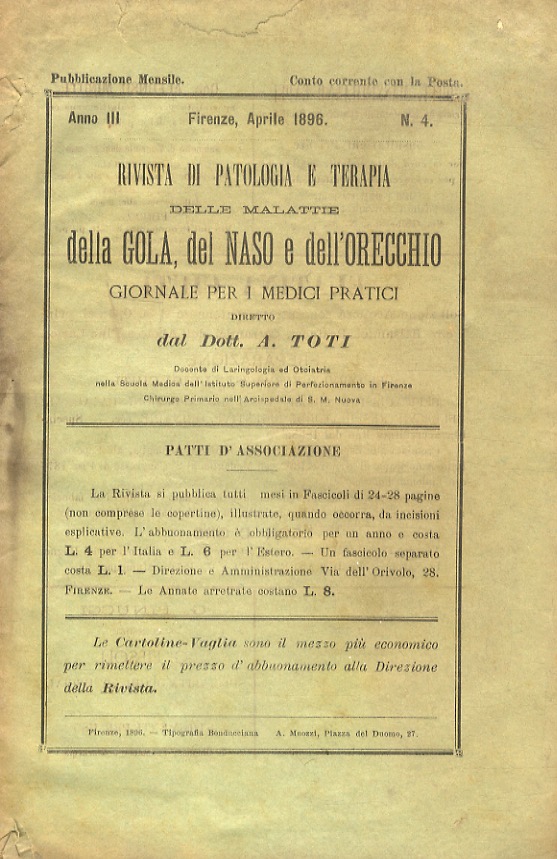 Pubblicazione Mensile. Conto corrente con la Posta.
Anno III Firenze, Aprile 1896. N. 4.
RIVISTA DI PATOLOGIA E TERAPIA
DELLE MALATTIE
della GOLA, del NASO e dell'ORECCHIO
GIORNALE PER I MEDICI PRATICI
DIRETTO
dal Dott. A. TOTI
Docente di Laringologia ed Otoiatria
nella Scuola Medica dell'Istituto Superiore di Perfezionamento in Firenze
Chirurgo Primario nell'Arcispedale di S. M. Nuova
PATTI D'ASSOCIAZIONE
La Rivista si pubblica tutti mesi in Fascicoli di 24-28 pagine
(non comprese le copertine), illustrate, quando occorra, da incisioni
esplicative. L'abbuonamento è obbligatorio per un anno e costa
L. 4 per l'Italia e L. 6 per l'Estero. — Un fascicolo separato
costa L. 1. — Direzione e Amministrazione Via dell'Orivolo, 28.
FIRENZE. — Le Annate arretrate costano L. 8.
Le Cartoline-Vaglia sono il mezzo più economico
per rimettere il prezzo d'abbuonamento alla Direzione
della Rivista.
Firenze, 1896. — Tipografia Bonducciana A. Meozzi, Piazza del Duomo, 27.